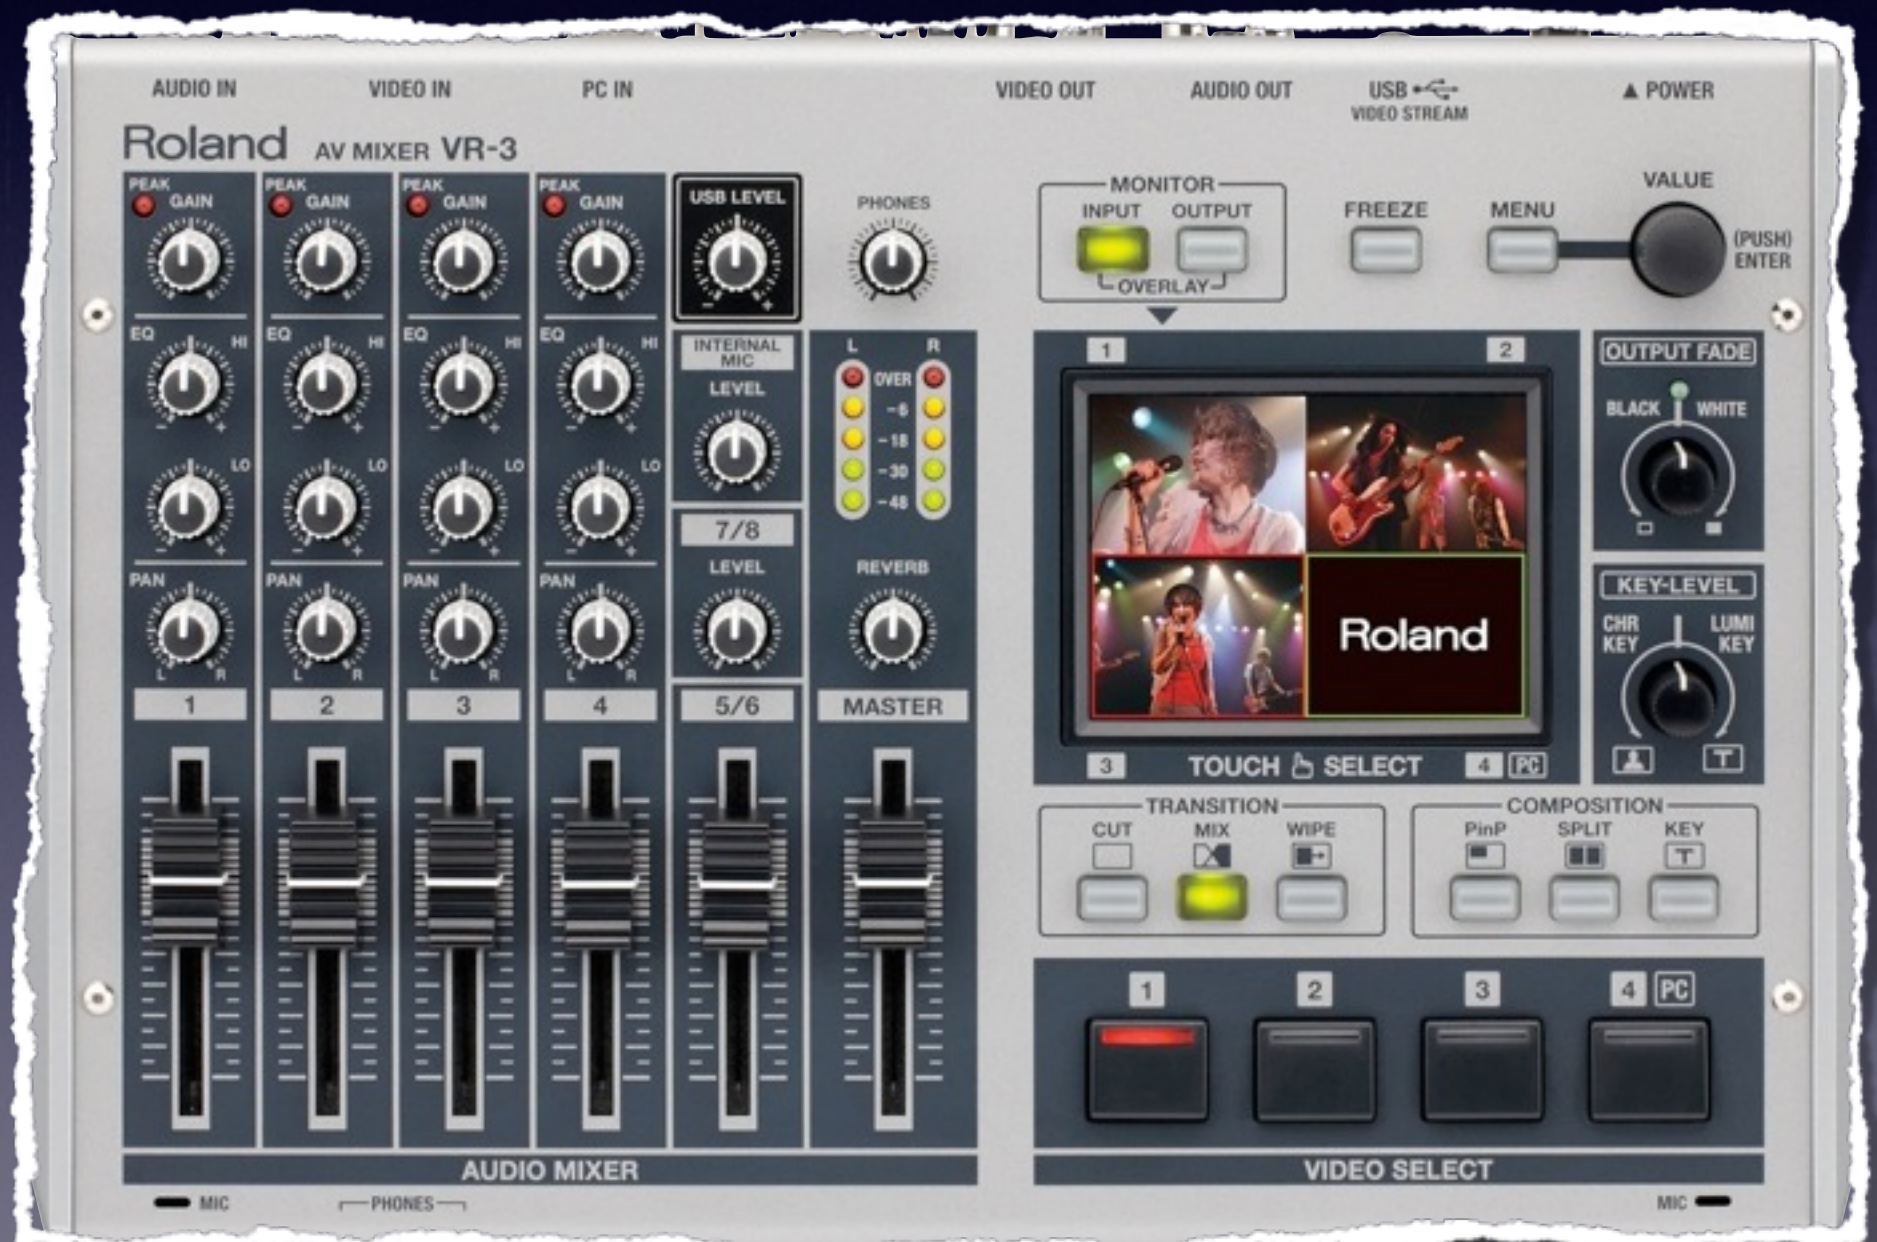 AUDIO IN VIDEO IN PC IN VIDEO OUT AUDIO OUT USB ▲ POWER
VIDEO STREAM
Roland AV MIXER VR-3
PEAK GAIN PEAK GAIN PEAK GAIN PEAK GAIN
USB LEVEL
- +
PHONES
MONITOR
INPUT OUTPUT
OVERLAY
FREEZE
MENU
VALUE
(PUSH)
ENTER
EQ HI EQ HI EQ HI EQ HI
- + - + - + - +
LO LO LO LO
- + - + - + - +
PAN PAN PAN PAN
L R L R L R L R
INTERNAL
MIC
LEVEL
7/8
LEVEL
L R
OVER
-6
-18
-30
-48
REVERB
1 2 3 4 5/6 MASTER
AUDIO MIXER
1 2
Roland
3 TOUCH SELECT 4 PC
OUTPUT FADE
BLACK WHITE
KEY-LEVEL
CHR
KEY
LUMI
KEY
T
TRANSITION
CUT MIX WIPE
COMPOSITION
PinP SPLIT KEY
T
1 2 3 4 PC
VIDEO SELECT
MIC PHONES MIC